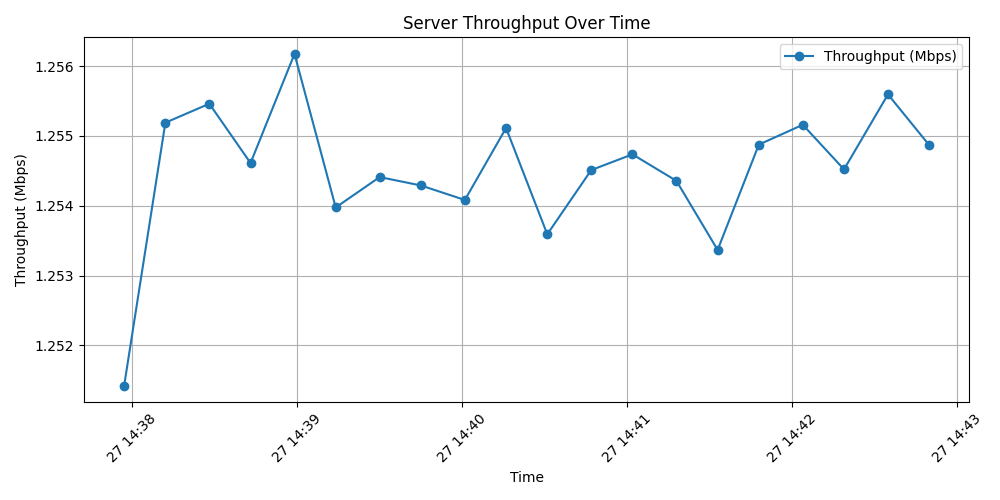 Server Throughput Over Time
Throughput (Mbps)
Throughput (Mbps)
1.256
1.255
1.254
1.253
1.252
27 14:38
27 14:39
27 14:40
27 14:41
27 14:42
27 14:43
Time